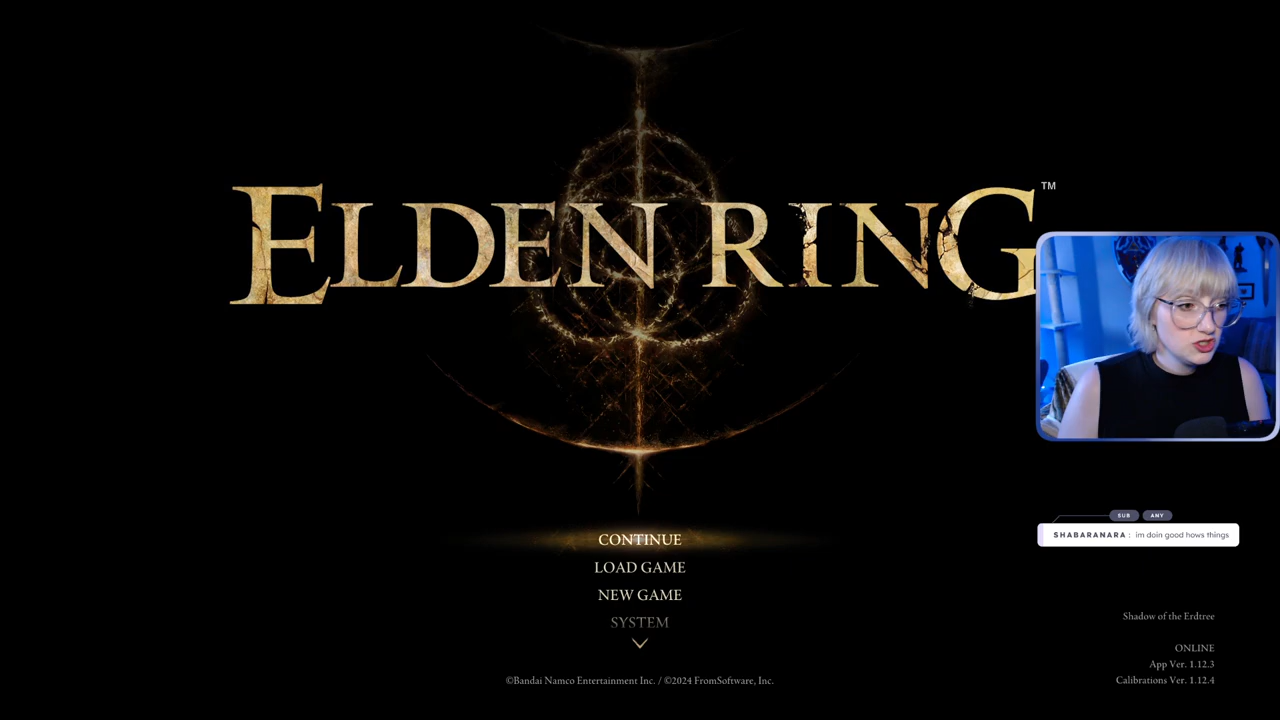 ELDEN RING™
SUB ANY
SHABARANARA : im doin good hows things
CONTINUE
LOAD GAME
NEW GAME
SYSTEM
Shadow of the Erdtree
ONLINE
App Ver. 1.12.3
Calibrations Ver. 1.12.4
©Bandai Namco Entertainment Inc. / ©2024 FromSoftware, Inc.